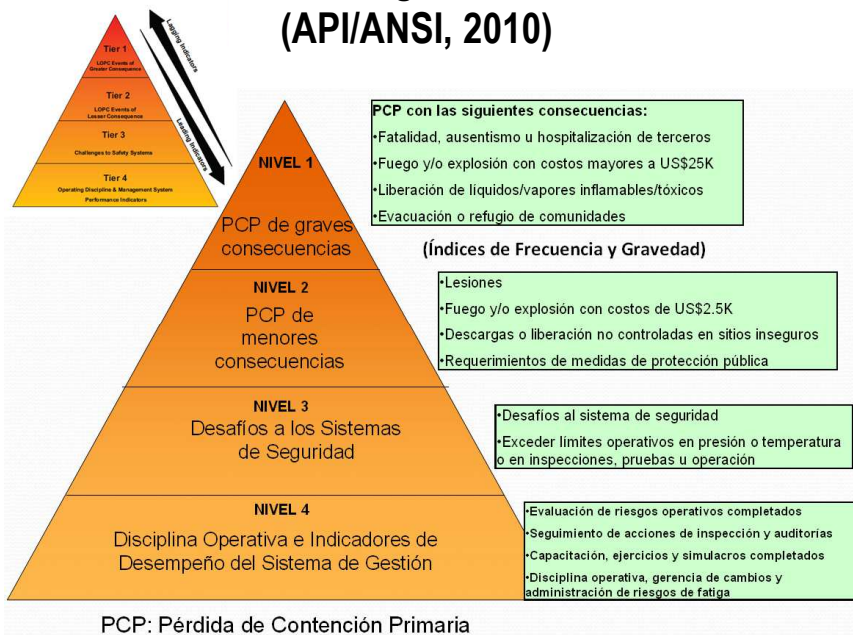 (API/ANSI, 2010)
Tier 1
LOPC Events of
Greater Consequence
Tier 2
LOPC Events of
Lesser Consequence
Tier 3
Challenges to Safety Systems
Tier 4
Operating Discipline & Management System
Performance Indicators
Lagging Indicators
Leading Indicators
NIVEL 1
PCP de graves
consecuencias
PCP con las siguientes consecuencias:
•Fatalidad, ausentismo u hospitalización de terceros
•Fuego y/o explosión con costos mayores a US$25K
•Liberación de líquidos/vapores inflamables/tóxicos
•Evacuación o refugio de comunidades
(Índices de Frecuencia y Gravedad)
NIVEL 2
PCP de
menores
consecuencias
•Lesiones
•Fuego y/o explosión con costos de US$2.5K
•Descargas o liberación no controladas en sitios inseguros
•Requerimientos de medidas de protección pública
NIVEL 3
Desafíos a los Sistemas
de Seguridad
•Desafíos al sistema de seguridad
•Exceder límites operativos en presión o temperatura
o en inspecciones, pruebas u operación
NIVEL 4
Disciplina Operativa e Indicadores de
Desempeño del Sistema de Gestión
•Evaluación de riesgos operativos completados
•Seguimiento de acciones de inspección y auditorías
•Capacitación, ejercicios y simulacros completados
•Disciplina operativa, gerencia de cambios y
administración de riesgos de fatiga
PCP: Pérdida de Contención Primaria